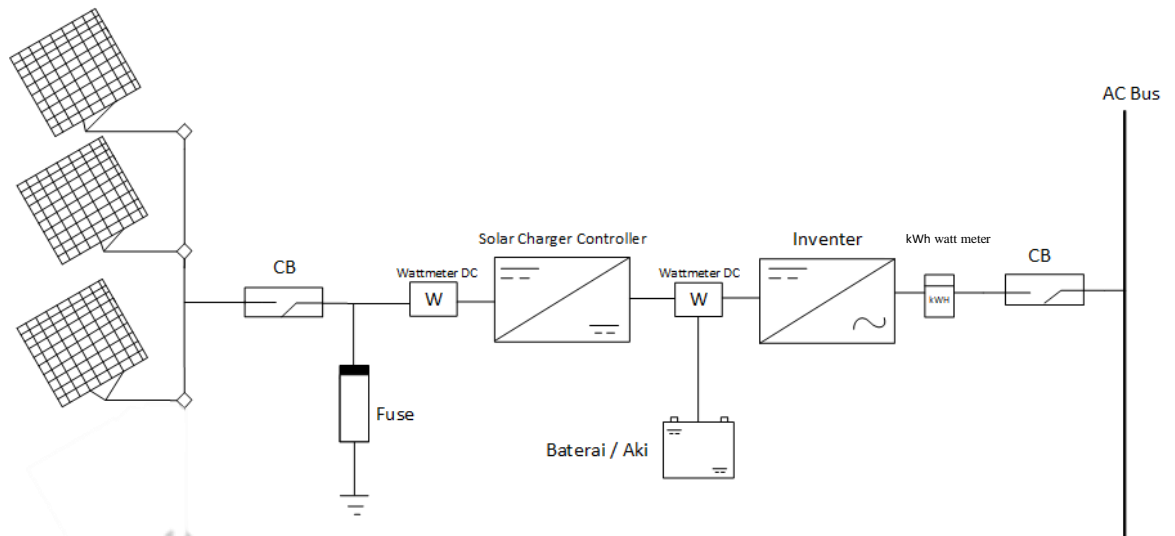 AC Bus
Solar Charger Controller
Inventer
kWh watt meter
CB
CB
Wattmeter DC
Wattmeter DC
W
W
kWH
Fuse
Baterai / Aki